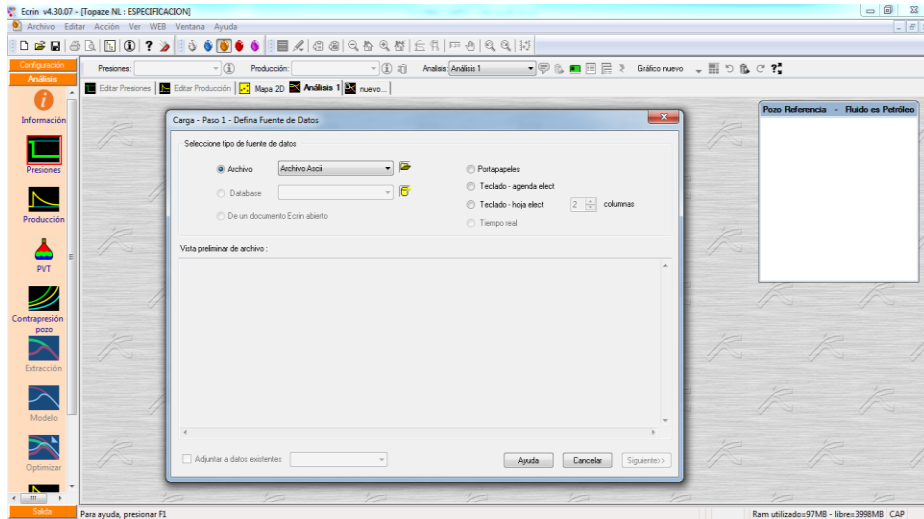 Ecrin v4.30.07 - [Topaze NL : ESPECIFICACION]
Archivo Editar Acción Ver WEB Ventana Ayuda
Configuración
Presiones: Producción: Analisis: Análisis 1 Gráfico nuevo
Análisis
Editar Presiones Editar Producción Mapa 2D Análisis 1 nuevo...
Información
Presiones
Producción
PVT
Contrapresión
pozo
Extracción
Modelo
Optimizar
Salida
Carga - Paso 1 - Defina Fuente de Datos
Seleccione tipo de fuente de datos
Archivo Archivo Ascii
Database
De un documento Ecrin abierto
Portapapeles
Teclado - agenda elect
Teclado - hoja elect 2 columnas
Tiempo real
Vista preliminar de archivo :
Adjuntar a datos existentes
Ayuda Cancelar Siguiente>>
Pozo Referencia - Fluido es Petróleo
Para ayuda, presionar F1
Ram utilizado=97MB - libre=3998MB CAP